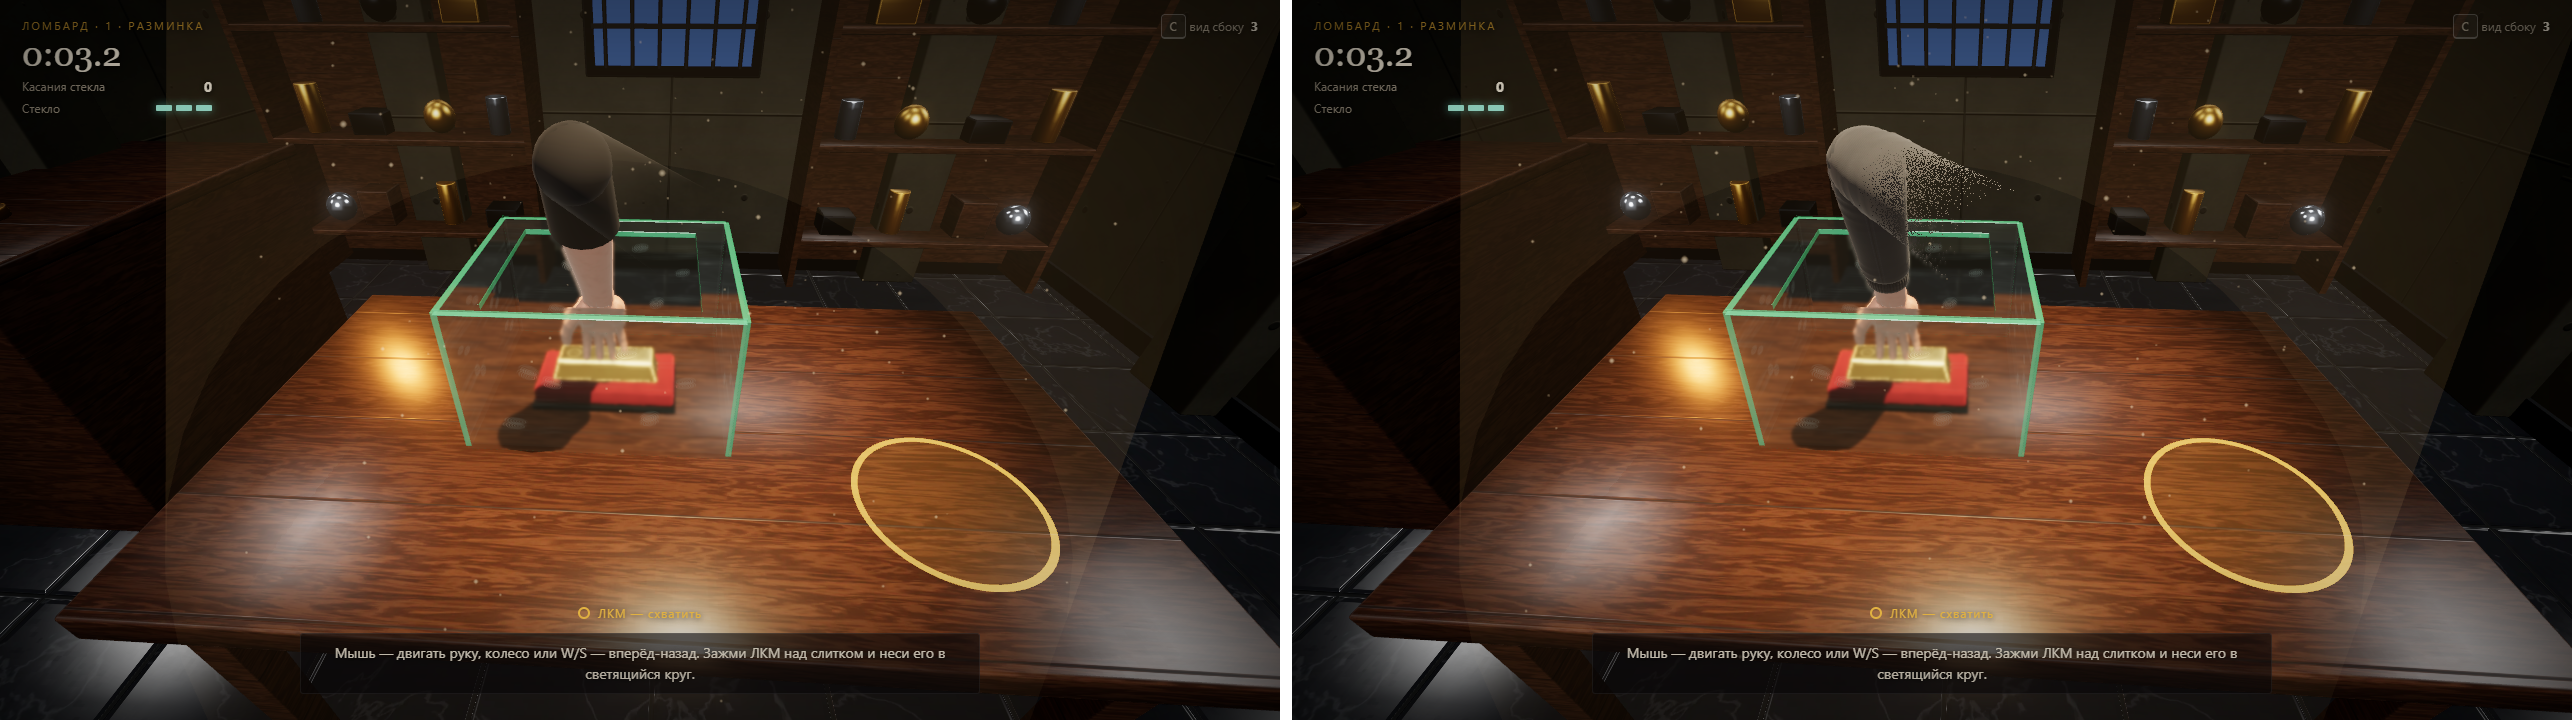 ЛОМБАРД · 1 · РАЗМИНКА
0:03.2
Касания стекла 0
Стекло
C вид сбоку 3
ЛКМ — схватить
Мышь — двигать руку, колесо или W/S — вперёд-назад. Зажми ЛКМ над слитком и неси его в
светящийся круг.
ЛОМБАРД · 1 · РАЗМИНКА
0:03.2
Касания стекла 0
Стекло
C вид сбоку 3
ЛКМ — схватить
Мышь — двигать руку, колесо или W/S — вперёд-назад. Зажми ЛКМ над слитком и неси его в
светящийся круг.